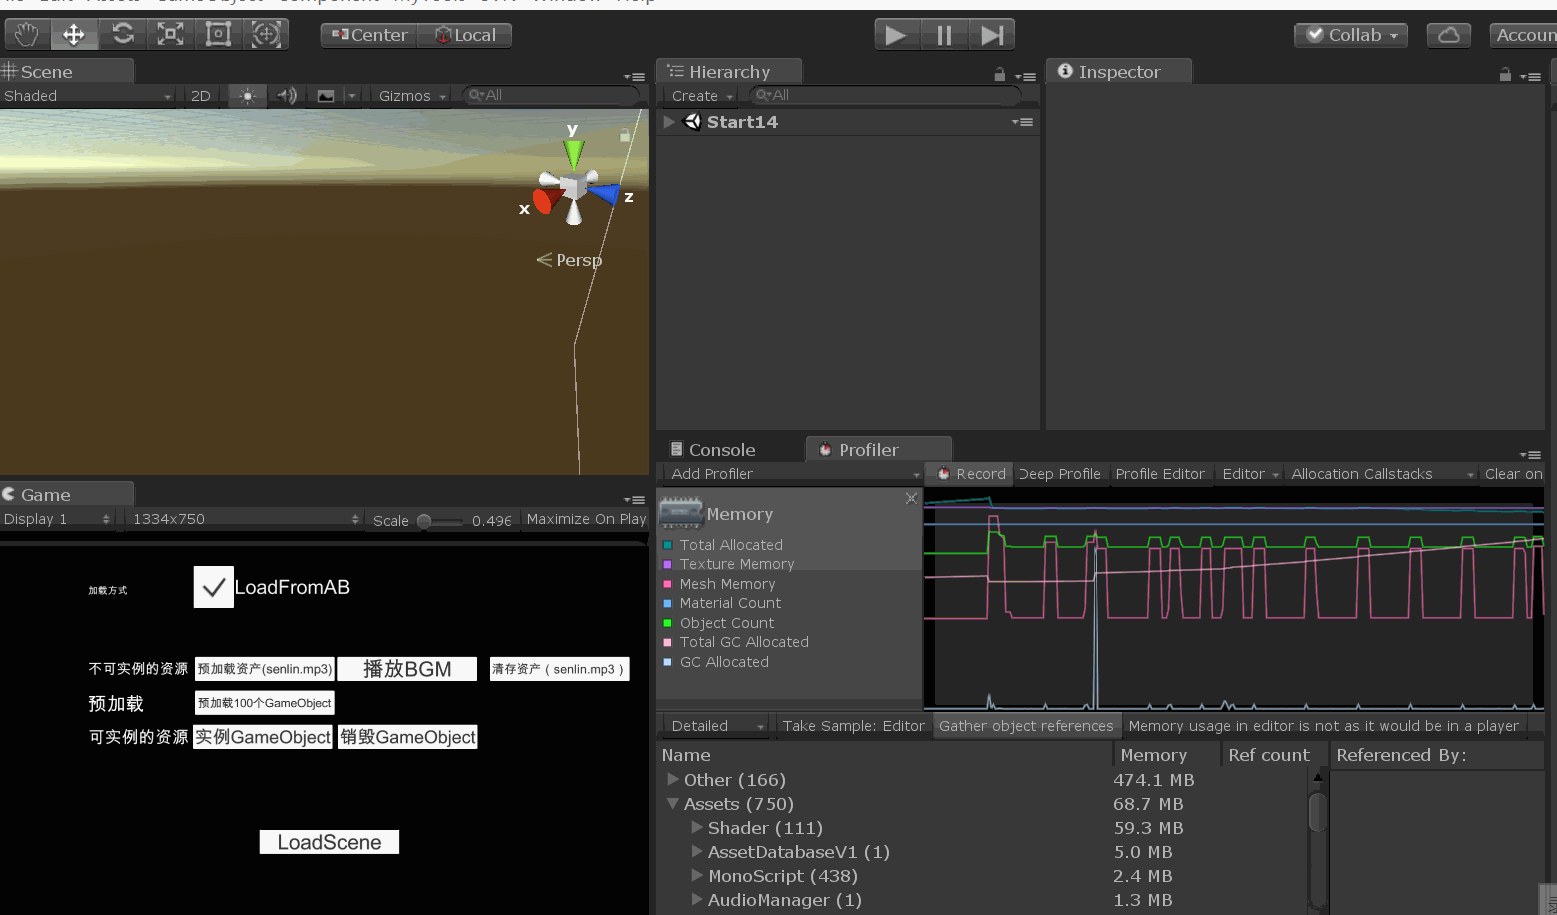 Center Local Collab Accoun
Scene
Shaded 2D Gizmos All
y
x
z
Persp
Hierarchy
Create All
Start14
Inspector
Game
Display 1 1334x750 Scale 0.496 Maximize On Play
加载方式 LoadFromAB
不可实例的资源 预加载资产(senlin.mp3) 播放BGM 清存资产 ( senlin.mp3 )
预加载 预加载100个GameObject
可实例的资源 实例GameObject 销毁GameObject
LoadScene
Console Profiler
Add Profiler Record Deep Profile Profile Editor Editor Allocation Callstacks Clear on
Memory
Total Allocated
Texture Memory
Mesh Memory
Material Count
Object Count
Total GC Allocated
GC Allocated
Detailed Take Sample: Editor Gather object references Memory usage in editor is not as it would be in a player
Name Memory Ref count Referenced By:
Other (166) 474.1 MB
Assets (750) 68.7 MB
Shader (111) 59.3 MB
AssetDatabaseV1 (1) 5.0 MB
MonoScript (438) 2.4 MB
AudioManager (1) 1.3 MB